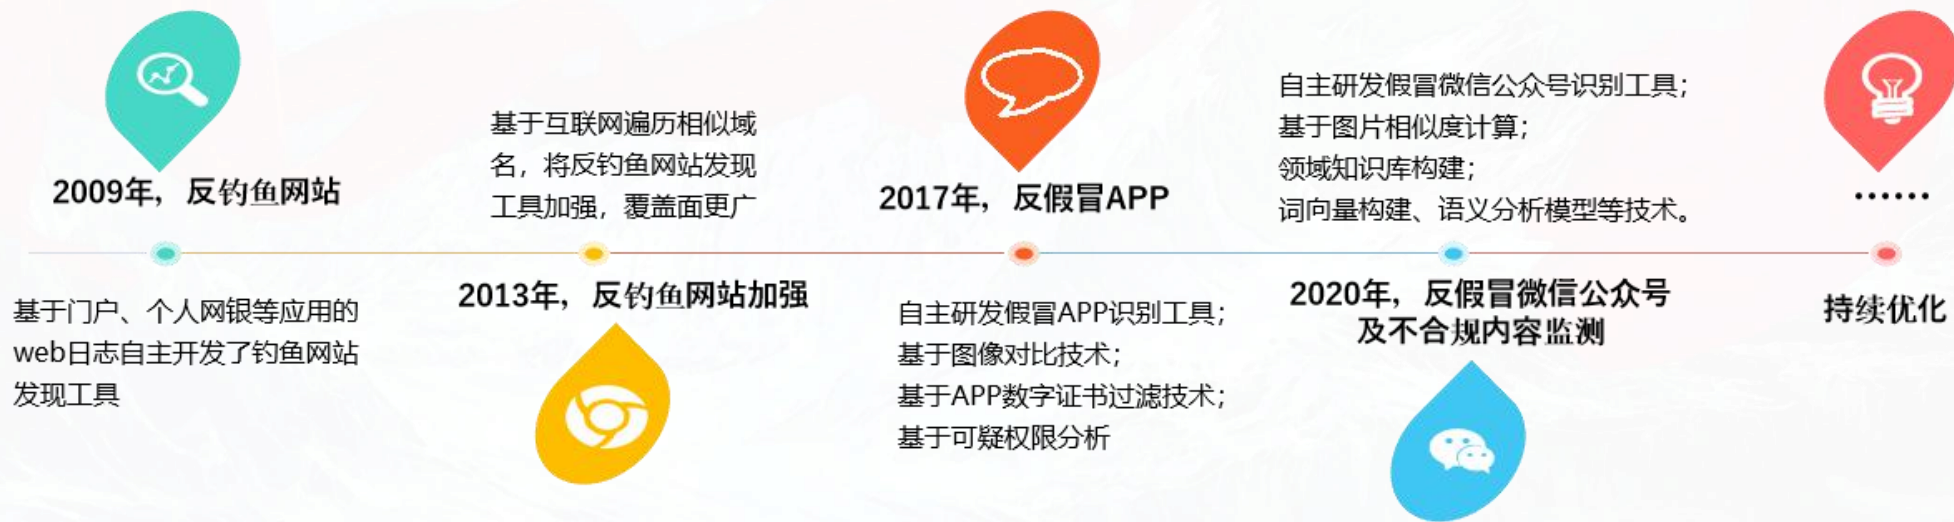 2009年，反钓鱼网站
基于门户、个人网银等应用的
web日志自主开发了钓鱼网站
发现工具
基于互联网遍历相似域
名，将反钓鱼网站发现
工具加强，覆盖面更广
2013年，反钓鱼网站加强
2017年，反假冒APP
自主研发假冒APP识别工具；
基于图像对比技术；
基于APP数字证书过滤技术；
基于可疑权限分析
自主研发假冒微信公众号识别工具；
基于图片相似度计算；
领域知识库构建；
词向量构建、语义分析模型等技术。
2020年，反假冒微信公众号
及不合规内容监测
……
持续优化